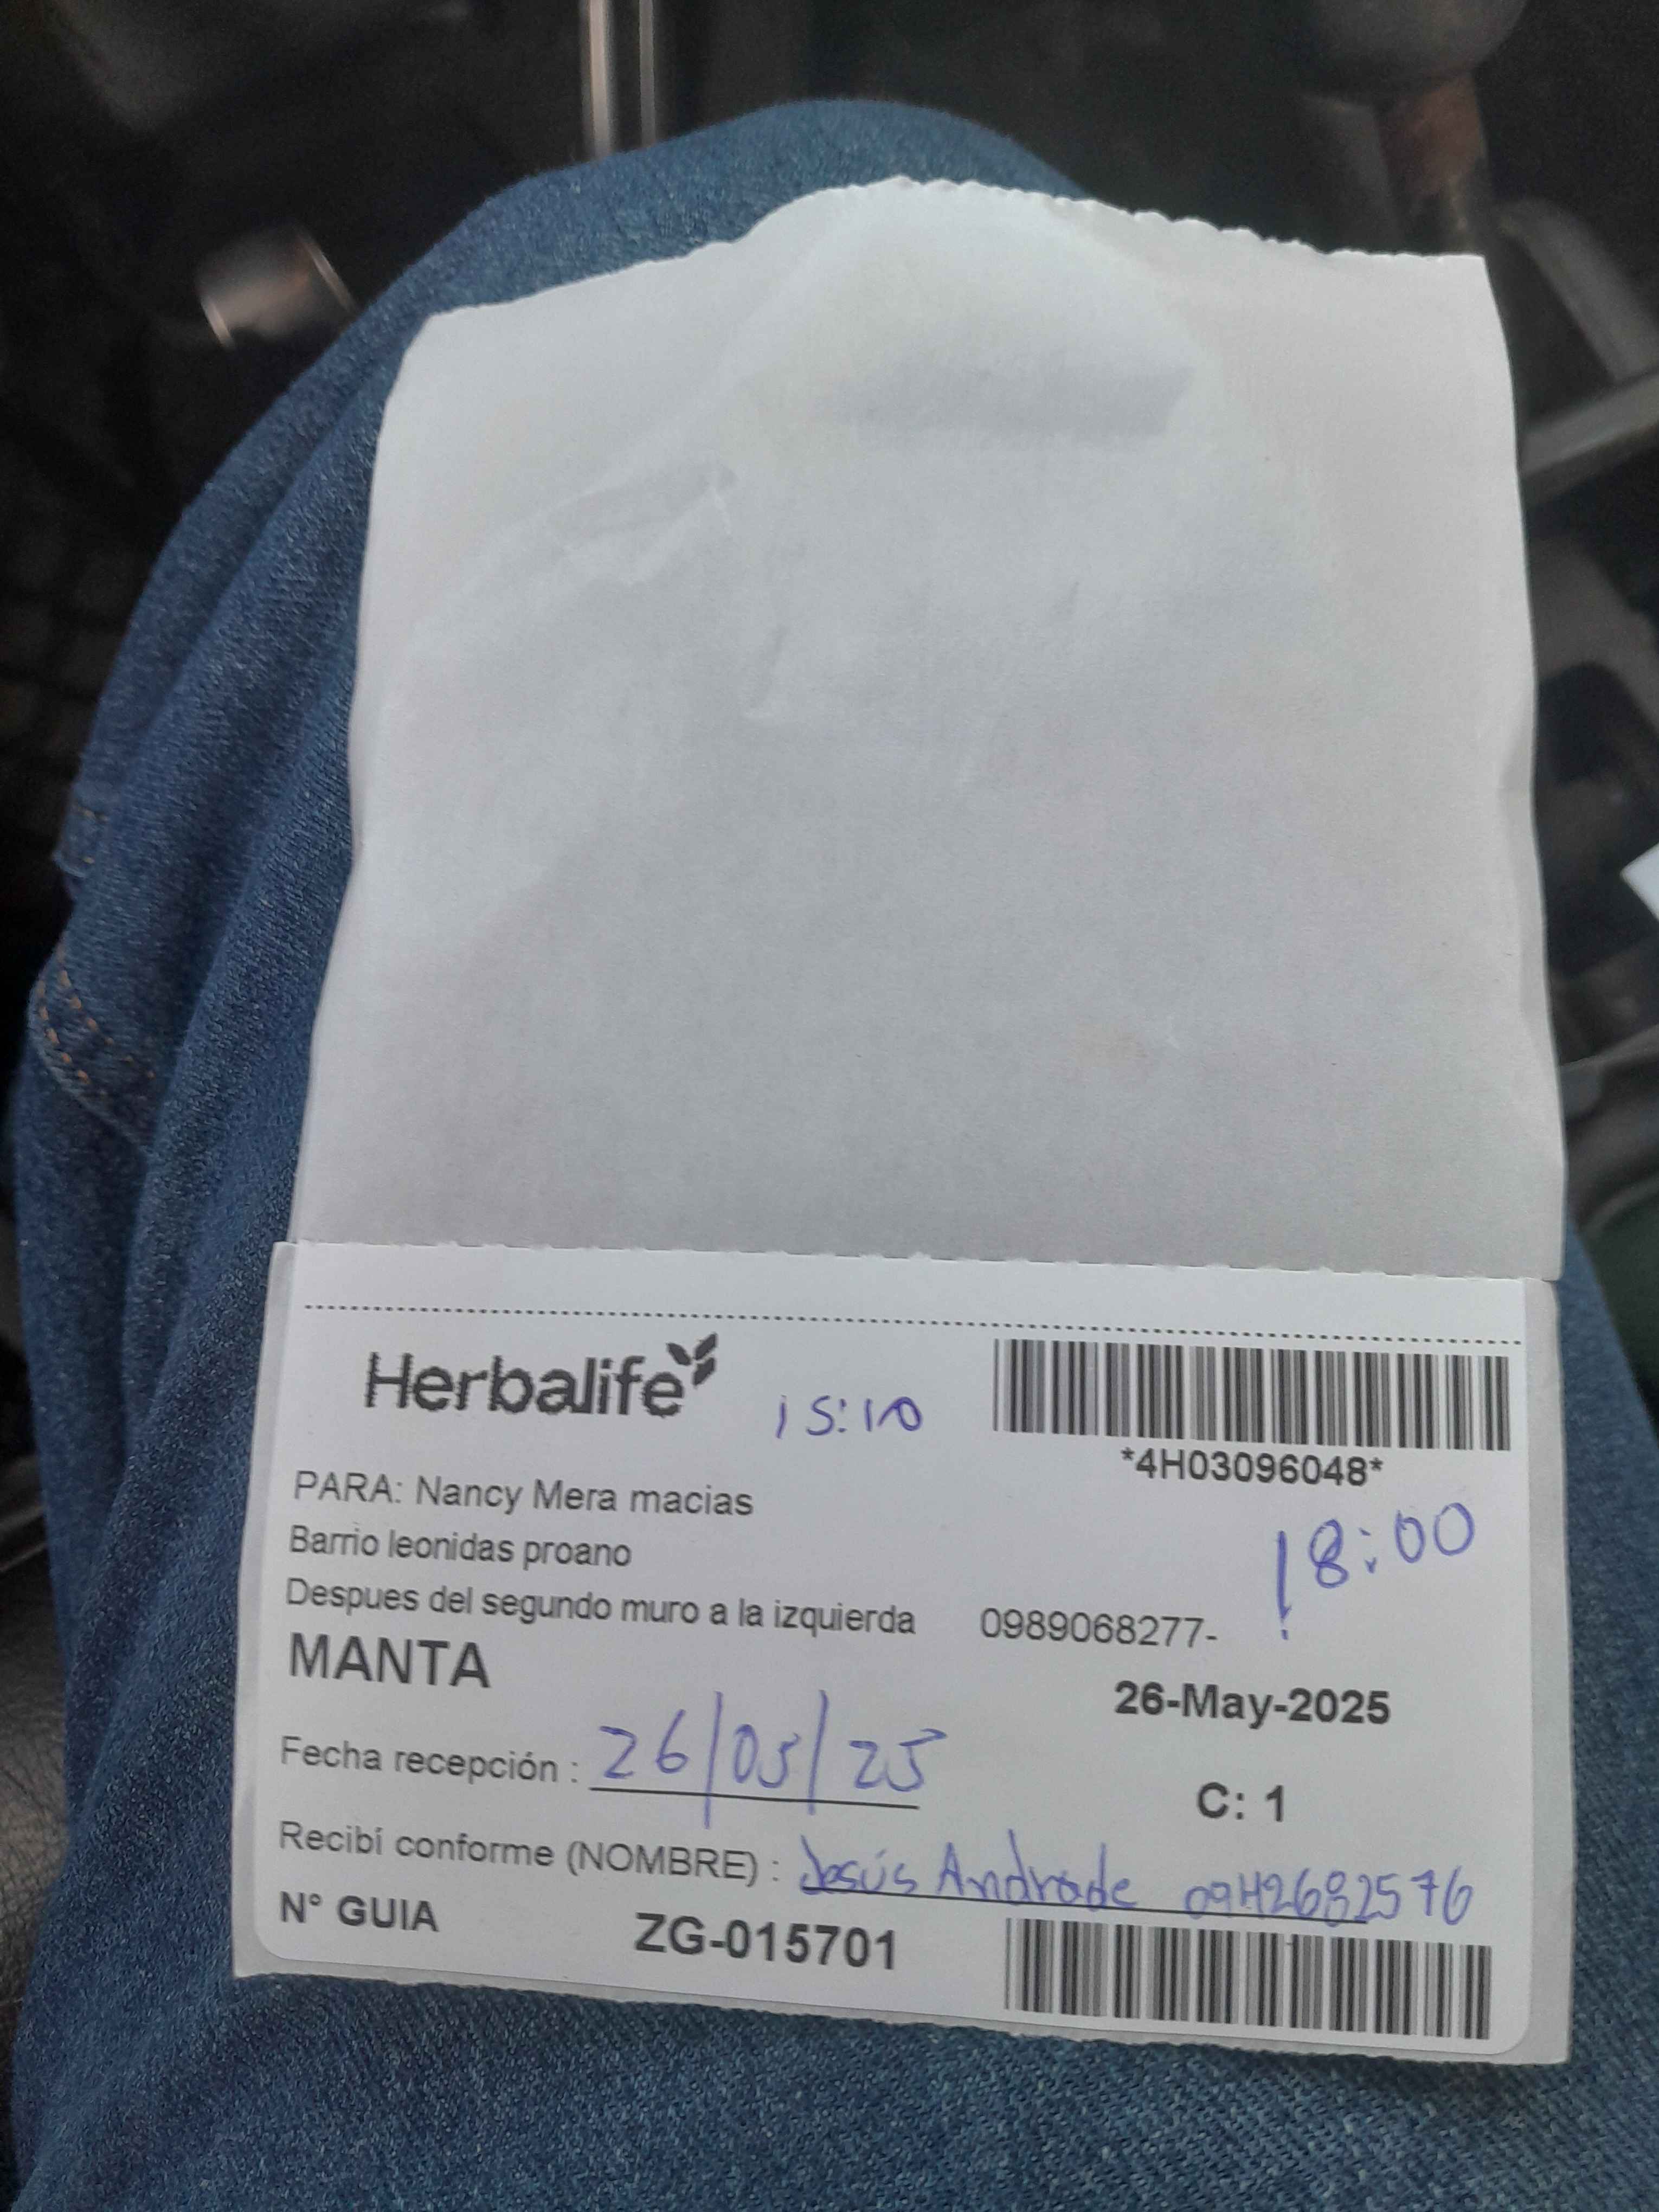 Herbalife
15:10
*4H03096048*
PARA: Nancy Mera macias
18:00
Barrio leonidas proano
Despues del segundo muro a la izquierda 0989068277-
MANTA
26-May-2025
Fecha recepción : 26/05/25
C: 1
Recibí conforme (NOMBRE) : Jesús Andrade
N° GUIA ZG-015701